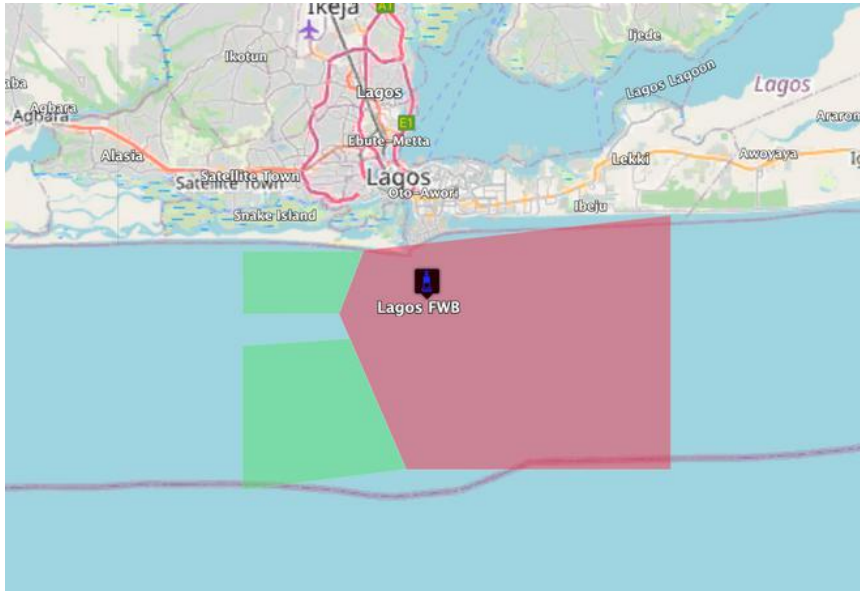 Ikeja
A1
Ijede
Ikotun
Lagos Lagoon
Lagos
Lagos
aba
Agbara
Agbara
Araron
E1
Ebute-Metta
Alasia
Lekki
Awoyaya
Satellite Town
Satellite Town
Lagos
Oto-Awori
Snake Island
Ibeju
Lagos FWB